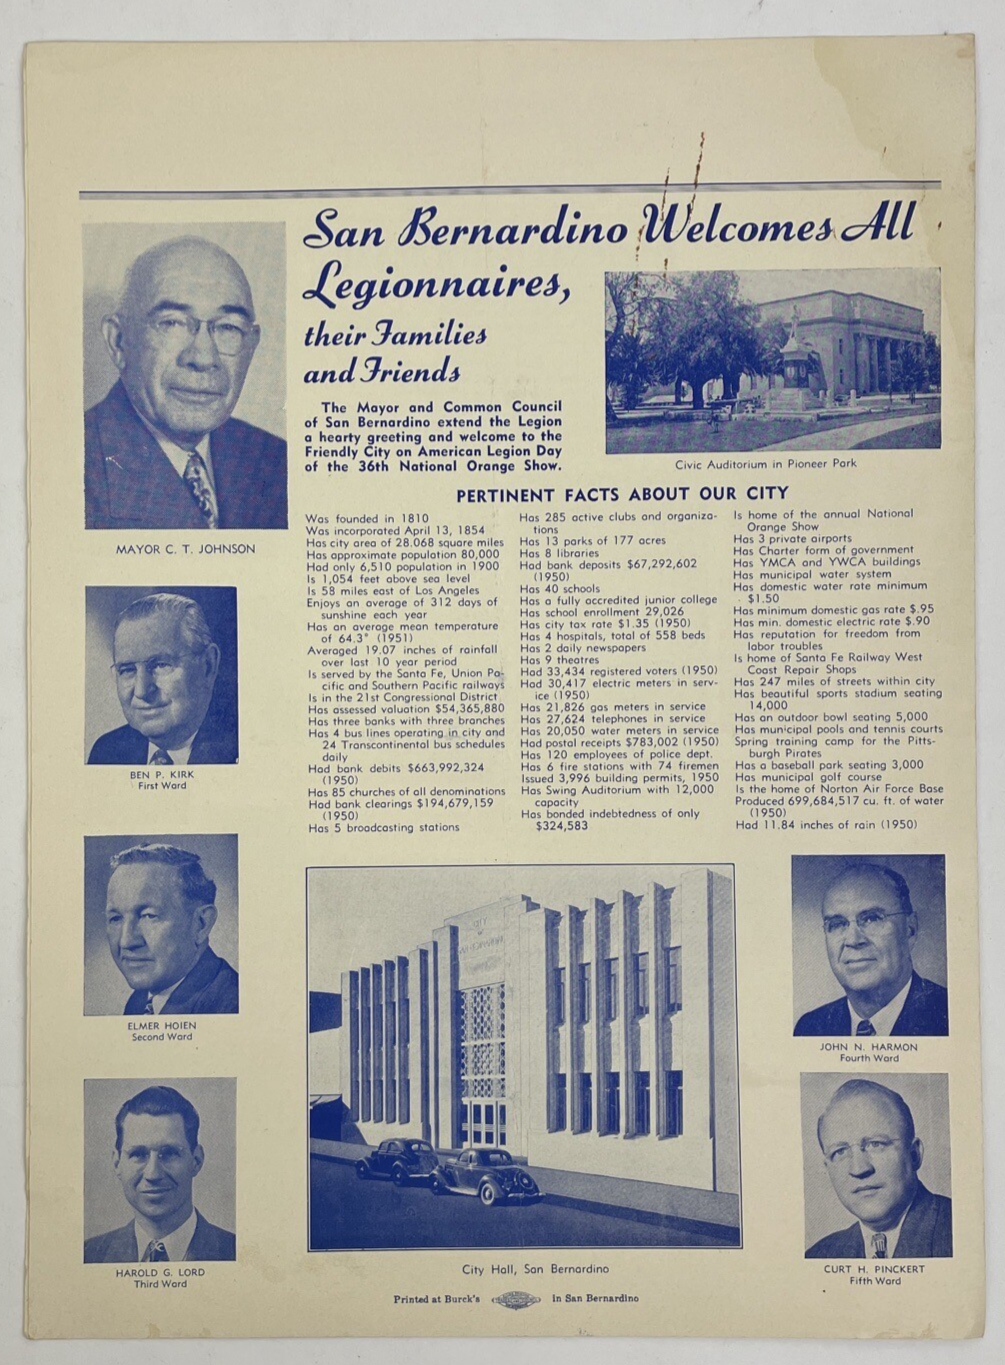 San Bernardino Welcomes All
Legionnaires,
their Families
and Friends
The Mayor and Common Council
of San Bernardino extend the Legion
a hearty greeting and welcome to the
Friendly City on American Legion Day
of the 36th National Orange Show.
Civic Auditorium in Pioneer Park
MAYOR C. T. JOHNSON
PERTINENT FACTS ABOUT OUR CITY
Was founded in 1810
Was incorporated April 13, 1854
Has city area of 28.068 square miles
Has approximate population 80,000
Had only 6,510 population in 1900
Is 1,054 feet above sea level
Is 58 miles east of Los Angeles
Enjoys an average of 312 days of
sunshine each year
Has an average mean temperature
of 64.3° (1951)
Averaged 19.07 inches of rainfall
over last 10 year period
Is served by the Santa Fe, Union Pa-
cific and Southern Pacific railways
Is in the 21st Congressional District
Has assessed valuation $54,365,880
Has three banks with three branches
Has 4 bus lines operating in city and
24 Transcontinental bus schedules
daily
Had bank debits $663,992,324
(1950)
Has 85 churches of all denominations
Had bank clearings $194,679,159
(1950)
Has 5 broadcasting stations
Has 285 active clubs and organiza-
tions
Has 13 parks of 177 acres
Has 8 libraries
Had bank deposits $67,292,602
(1950)
Has 40 schools
Has a fully accredited junior college
Has school enrollment 29,026
Has city tax rate $1.35 (1950)
Has 4 hospitals, total of 558 beds
Has 2 daily newspapers
Has 9 theatres
Had 33,434 registered voters (1950)
Had 30,417 electric meters in serv-
ice (1950)
Has 21,826 gas meters in service
Has 27,624 telephones in service
Has 20,050 water meters in service
Had postal receipts $783,002 (1950)
Has 120 employees of police dept.
Has 6 fire stations with 74 firemen
Issued 3,996 building permits, 1950
Has Swing Auditorium with 12,000
capacity
Has bonded indebtedness of only
$324,583
Is home of the annual National
Orange Show
Has 3 private airports
Has Charter form of government
Has YMCA and YWCA buildings
Has municipal water system
Has domestic water rate minimum
$1.50
Has minimum domestic gas rate $.95
Has min. domestic electric rate $.90
Has reputation for freedom from
labor troubles
Is home of Santa Fe Railway West
Coast Repair Shops
Has 247 miles of streets within city
Has beautiful sports stadium seating
14,000
Has an outdoor bowl seating 5,000
Has municipal pools and tennis courts
Spring training camp for the Pitts-
burgh Pirates
Has a baseball park seating 3,000
Has municipal golf course
Is the home of Norton Air Force Base
Produced 699,684,517 cu. ft. of water
(1950)
Had 11.84 inches of rain (1950)
BEN P. KIRK
First Ward
ELMER HOIEN
Second Ward
HAROLD G. LORD
Third Ward
JOHN N. HARMON
Fourth Ward
CURT H. PINCKERT
Fifth Ward
City Hall, San Bernardino
Printed at Burck's in San Bernardino